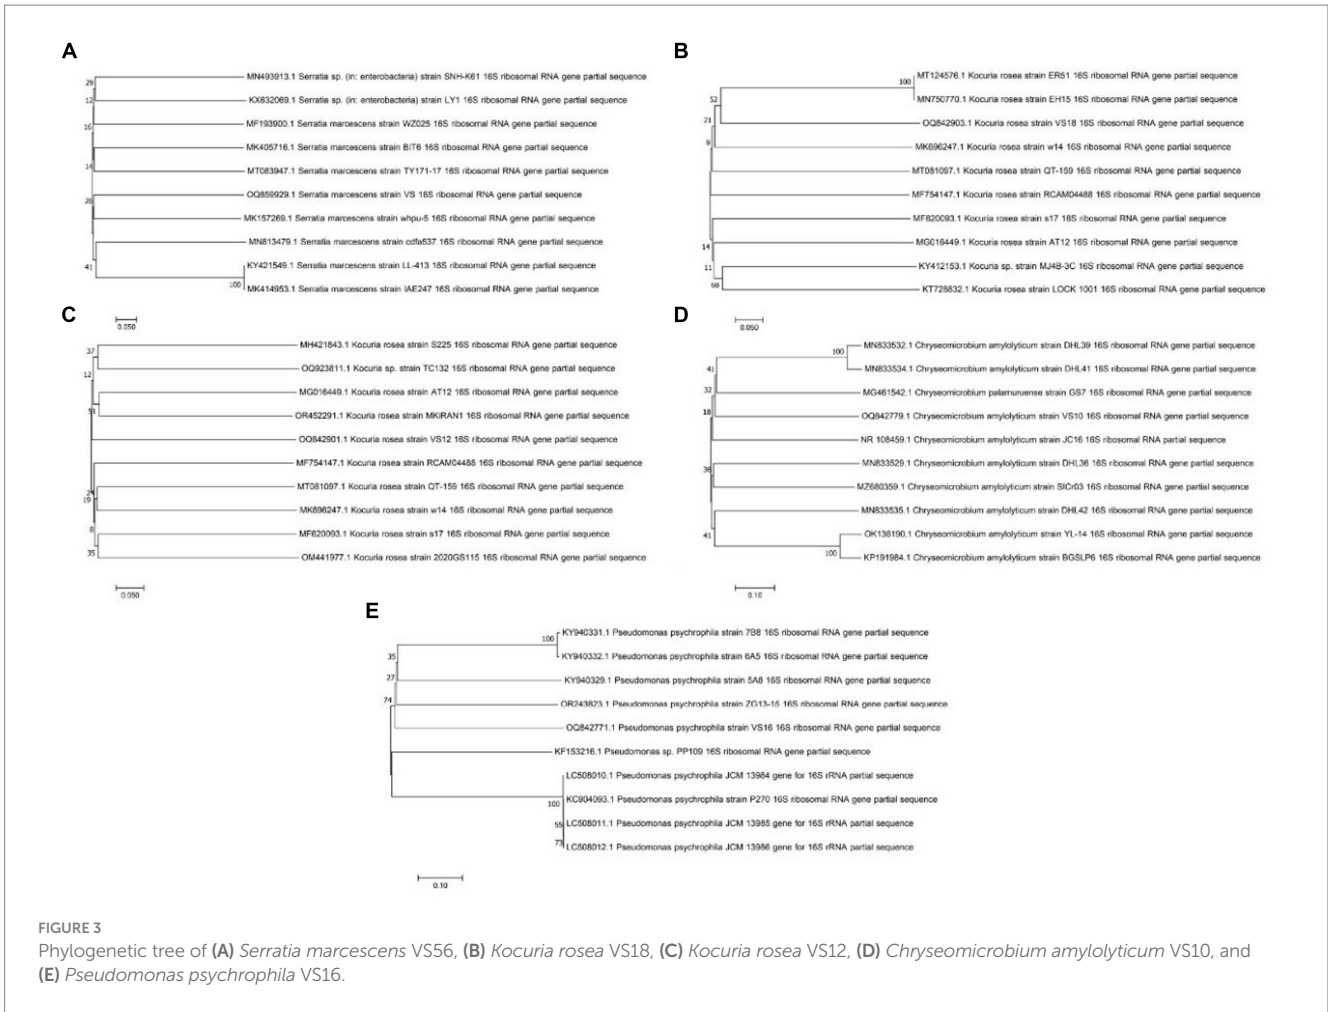 A
MN493913.1 Serratia sp. (in: enterobacteria) strain SNH-K61 16S ribosomal RNA gene partial sequence
29
12
KX632069.1 Serratia sp. (in: enterobacteria) strain LY1 16S ribosomal RNA gene partial sequence
MF193900.1 Serratia marcescens strain WZ025 16S ribosomal RNA gene partial sequence
16
MK405716.1 Serratia marcescens strain BIT6 16S ribosomal RNA gene partial sequence
14
MT083947.1 Serratia marcescens strain TY171-17 16S ribosomal RNA gene partial sequence
OQ859929.1 Serratia marcescens strain VS 16S ribosomal RNA gene partial sequence
26
MK157269.1 Serratia marcescens strain whpu-5 16S ribosomal RNA gene partial sequence
MN813479.1 Serratia marcescens strain cdfa537 16S ribosomal RNA gene partial sequence
41
KY421549.1 Serratia marcescens strain LL-413 16S ribosomal RNA gene partial sequence
100
MK414953.1 Serratia marcescens strain IAE247 16S ribosomal RNA gene partial sequence
0.050
B
MT124576.1 Kocuria rosea strain ER51 16S ribosomal RNA gene partial sequence
100
MN750770.1 Kocuria rosea strain EH15 16S ribosomal RNA gene partial sequence
52
21
OQ842903.1 Kocuria rosea strain VS18 16S ribosomal RNA gene partial sequence
9
MK696247.1 Kocuria rosea strain w14 16S ribosomal RNA gene partial sequence
MT081097.1 Kocuria rosea strain QT-159 16S ribosomal RNA gene partial sequence
MF754147.1 Kocuria rosea strain RCAM04488 16S ribosomal RNA gene partial sequence
MF620093.1 Kocuria rosea strain s17 16S ribosomal RNA gene partial sequence
14
MG016449.1 Kocuria rosea strain AT12 16S ribosomal RNA gene partial sequence
11
KY412153.1 Kocuria sp. strain MJ4B-3C 16S ribosomal RNA gene partial sequence
68
KT728832.1 Kocuria rosea strain LOCK 1001 16S ribosomal RNA gene partial sequence
0.050
C
MH421843.1 Kocuria rosea strain S225 16S ribosomal RNA gene partial sequence
37
OQ923811.1 Kocuria sp. strain TC132 16S ribosomal RNA gene partial sequence
12
MG016449.1 Kocuria rosea strain AT12 16S ribosomal RNA gene partial sequence
51
OR452291.1 Kocuria rosea strain MKiRAN1 16S ribosomal RNA gene partial sequence
OQ842901.1 Kocuria rosea strain VS12 16S ribosomal RNA gene partial sequence
MF754147.1 Kocuria rosea strain RCAM04488 16S ribosomal RNA gene partial sequence
MT081097.1 Kocuria rosea strain QT-159 16S ribosomal RNA gene partial sequence
2
19
MK696247.1 Kocuria rosea strain w14 16S ribosomal RNA gene partial sequence
8
MF620093.1 Kocuria rosea strain s17 16S ribosomal RNA gene partial sequence
35
OM441977.1 Kocuria rosea strain 2020GS115 16S ribosomal RNA gene partial sequence
0.050
D
MN833532.1 Chryseomicrobium amylolyticum strain DHL39 16S ribosomal RNA gene partial sequence
100
41
MN833534.1 Chryseomicrobium amylolyticum strain DHL41 16S ribosomal RNA gene partial sequence
32
MG461542.1 Chryseomicrobium palamuruense strain GS7 16S ribosomal RNA gene partial sequence
18
OQ842779.1 Chryseomicrobium amylolyticum strain VS10 16S ribosomal RNA gene partial sequence
NR 108459.1 Chryseomicrobium amylolyticum strain JC16 16S ribosomal RNA gene partial sequence
MN833529.1 Chryseomicrobium amylolyticum strain DHL36 16S ribosomal RNA gene partial sequence
36
MZ680359.1 Chryseomicrobium amylolyticum strain SlCr03 16S ribosomal RNA gene partial sequence
MN833535.1 Chryseomicrobium amylolyticum strain DHL42 16S ribosomal RNA gene partial sequence
41
OK136190.1 Chryseomicrobium amylolyticum strain YL-14 16S ribosomal RNA gene partial sequence
100
KP191984.1 Chryseomicrobium amylolyticum strain BGSLP6 16S ribosomal RNA gene partial sequence
0.10
E
KY940331.1 Pseudomonas psychrophila strain 7B8 16S ribosomal RNA gene partial sequence
100
35
KY940332.1 Pseudomonas psychrophila strain 6A5 16S ribosomal RNA gene partial sequence
27
KY940329.1 Pseudomonas psychrophila strain 5A8 16S ribosomal RNA gene partial sequence
74
OR243823.1 Pseudomonas psychrophila strain ZG13-15 16S ribosomal RNA gene partial sequence
OQ842771.1 Pseudomonas psychrophila strain VS16 16S ribosomal RNA gene partial sequence
KF153216.1 Pseudomonas sp. PP109 16S ribosomal RNA gene partial sequence
LC508010.1 Pseudomonas psychrophila JCM 13984 gene for 16S rRNA partial sequence
100
KC904093.1 Pseudomonas psychrophila strain P270 16S ribosomal RNA gene partial sequence
55
LC508011.1 Pseudomonas psychrophila JCM 13985 gene for 16S rRNA partial sequence
73
LC508012.1 Pseudomonas psychrophila JCM 13986 gene for 16S rRNA partial sequence
0.10
FIGURE 3
Phylogenetic tree of (A) Serratia marcescens VS56, (B) Kocuria rosea VS18, (C) Kocuria rosea VS12, (D) Chryseomicrobium amylolyticum VS10, and
(E) Pseudomonas psychrophila VS16.